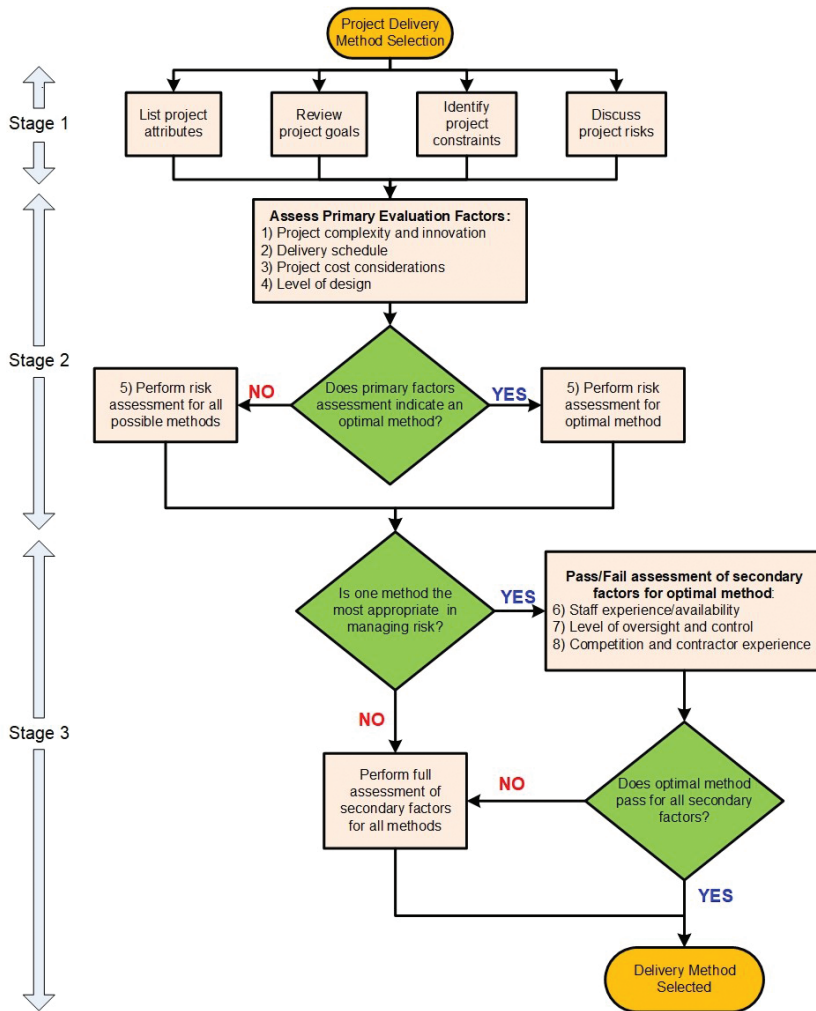 Project Delivery
Method Selection
Stage 1
List project
attributes
Review
project goals
Identify
project
constraints
Discuss
project risks
Assess Primary Evaluation Factors:
1) Project complexity and innovation
2) Delivery schedule
3) Project cost considerations
4) Level of design
Stage 2
5) Perform risk
assessment for all
possible methods
NO
Does primary factors
assessment indicate an
optimal method?
YES
5) Perform risk
assessment for
optimal method
Is one method the
most appropriate in
managing risk?
YES
Pass/Fail assessment of secondary
factors for optimal method:
6) Staff experience/availability
7) Level of oversight and control
8) Competition and contractor experience
Stage 3
NO
Perform full
assessment of
secondary factors
for all methods
NO
Does optimal method
pass for all secondary
factors?
YES
Delivery Method
Selected